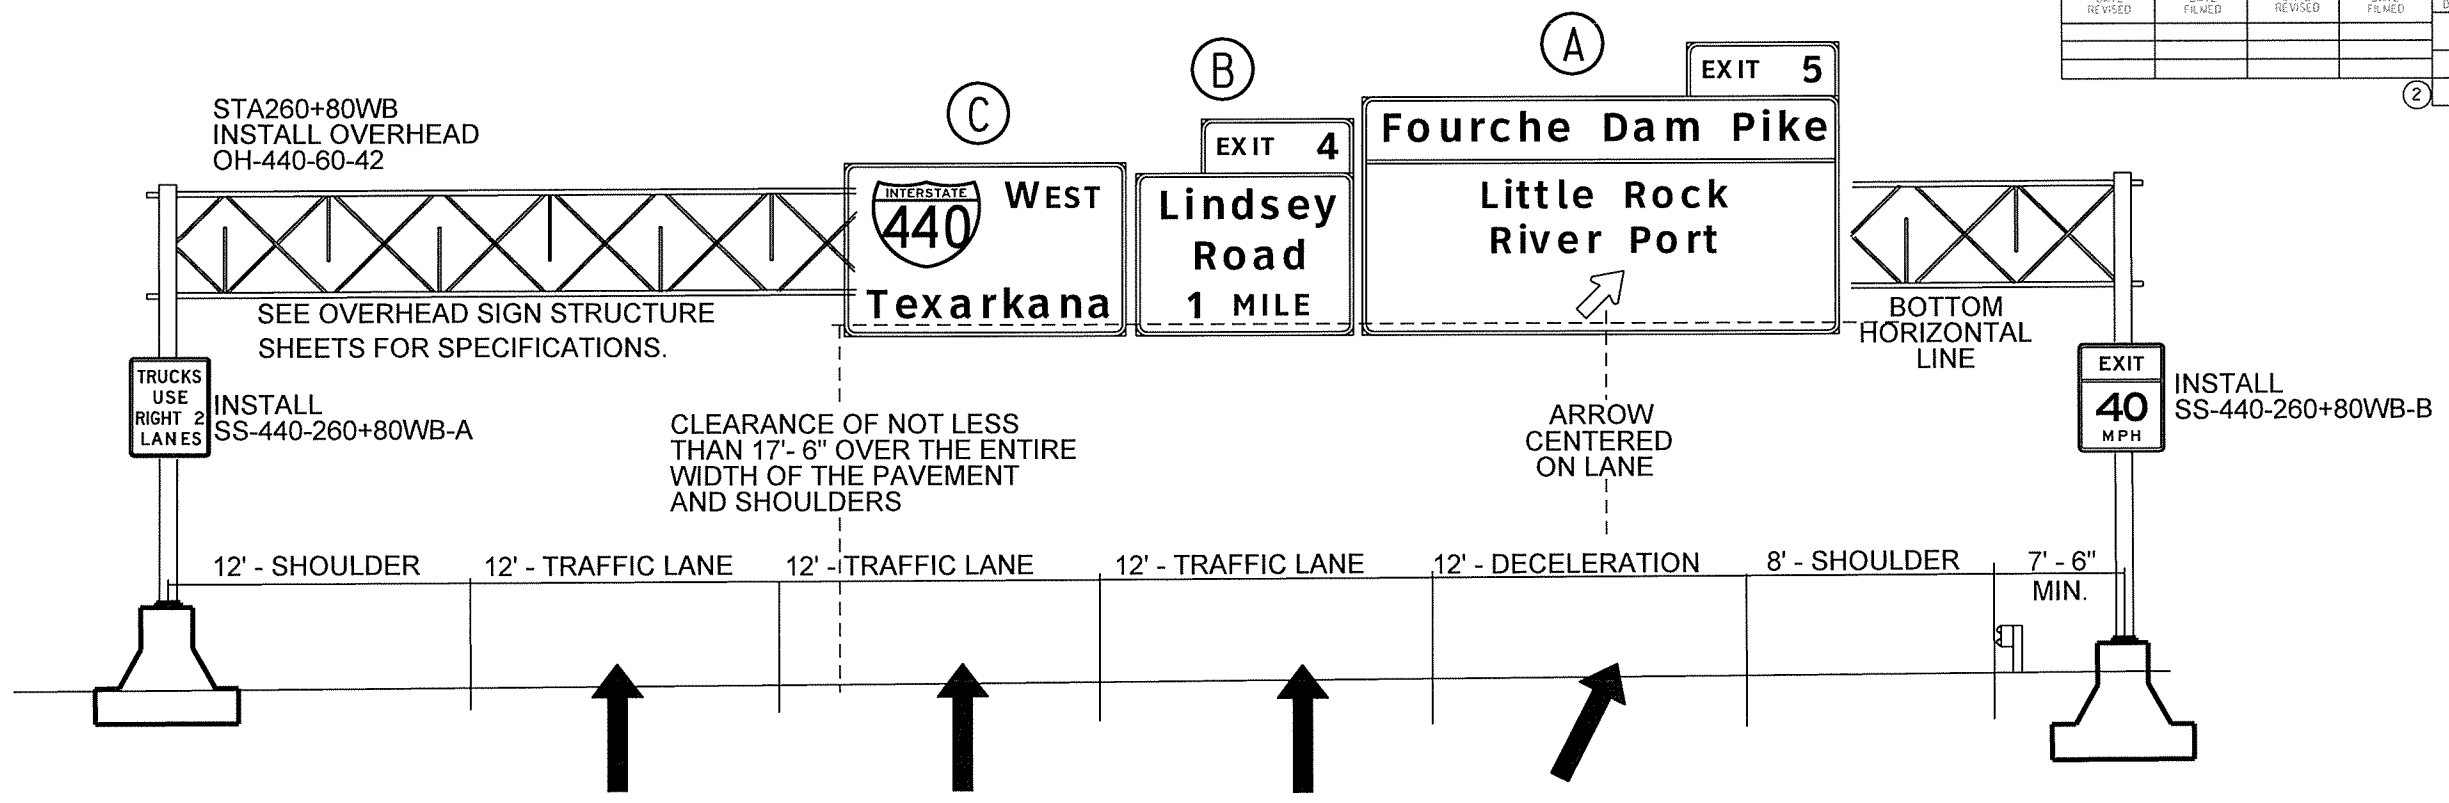 REVISED
FILMED
REVISED
FILMED
2
A
B
C
EXIT 5
Fourche Dam Pike
Little Rock
River Port
EXIT 4
Lindsey
Road
1 MILE
INTERSTATE
440
WEST
Texarkana
STA260+80WB
INSTALL OVERHEAD
OH-440-60-42
SEE OVERHEAD SIGN STRUCTURE
SHEETS FOR SPECIFICATIONS.
BOTTOM
HORIZONTAL
LINE
TRUCKS
USE
RIGHT 2
LANES
INSTALL
SS-440-260+80WB-A
CLEARANCE OF NOT LESS
THAN 17'- 6" OVER THE ENTIRE
WIDTH OF THE PAVEMENT
AND SHOULDERS
ARROW
CENTERED
ON LANE
EXIT
40
MPH
INSTALL
SS-440-260+80WB-B
12' - SHOULDER
12' - TRAFFIC LANE
12' - TRAFFIC LANE
12' - TRAFFIC LANE
12' - DECELERATION
8' - SHOULDER
7' - 6"
MIN.